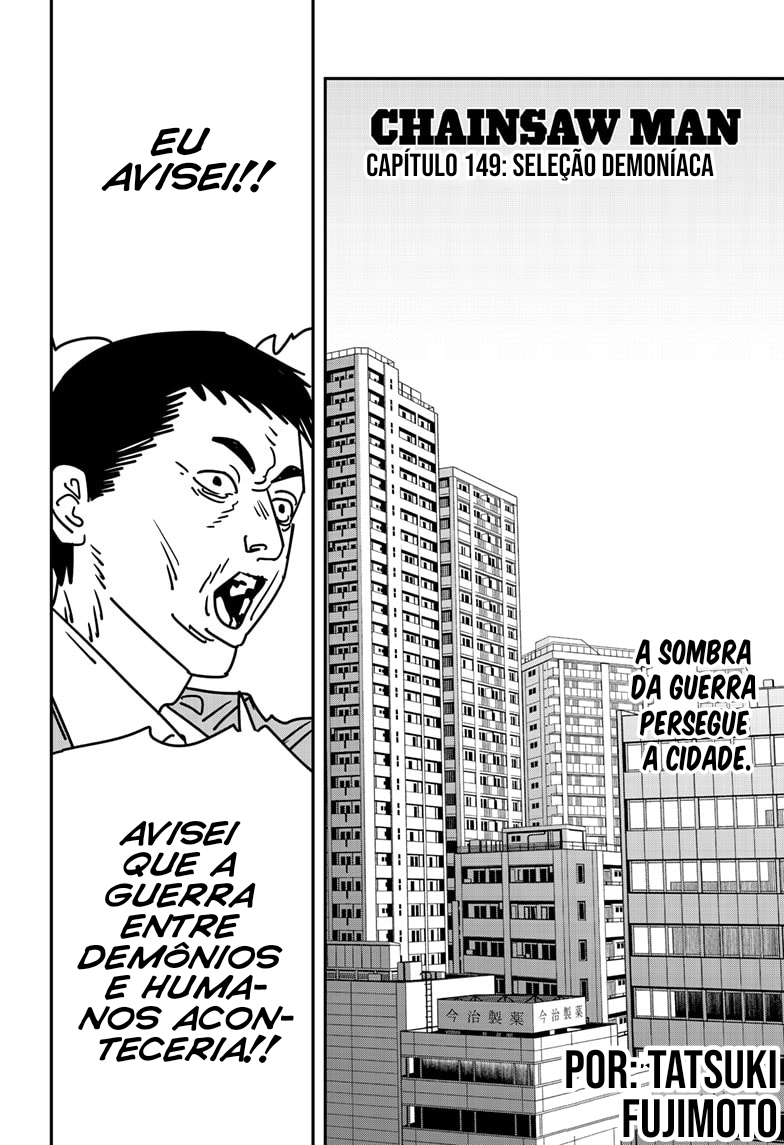 CHAINSAW MAN
CAPÍTULO 149: SELEÇÃO DEMONÍACA
A SOMBRA
DA GUERRA
PERSEGUE
A CIDADE.
今治製薬
今治製薬
POR: TATSUKI
FUJIMOTO
EU
AVISEI!!
AVISEI
QUE A
GUERRA
ENTRE
DEMÔNIOS
E HUMA-
NOS ACON-
TECERIA!!